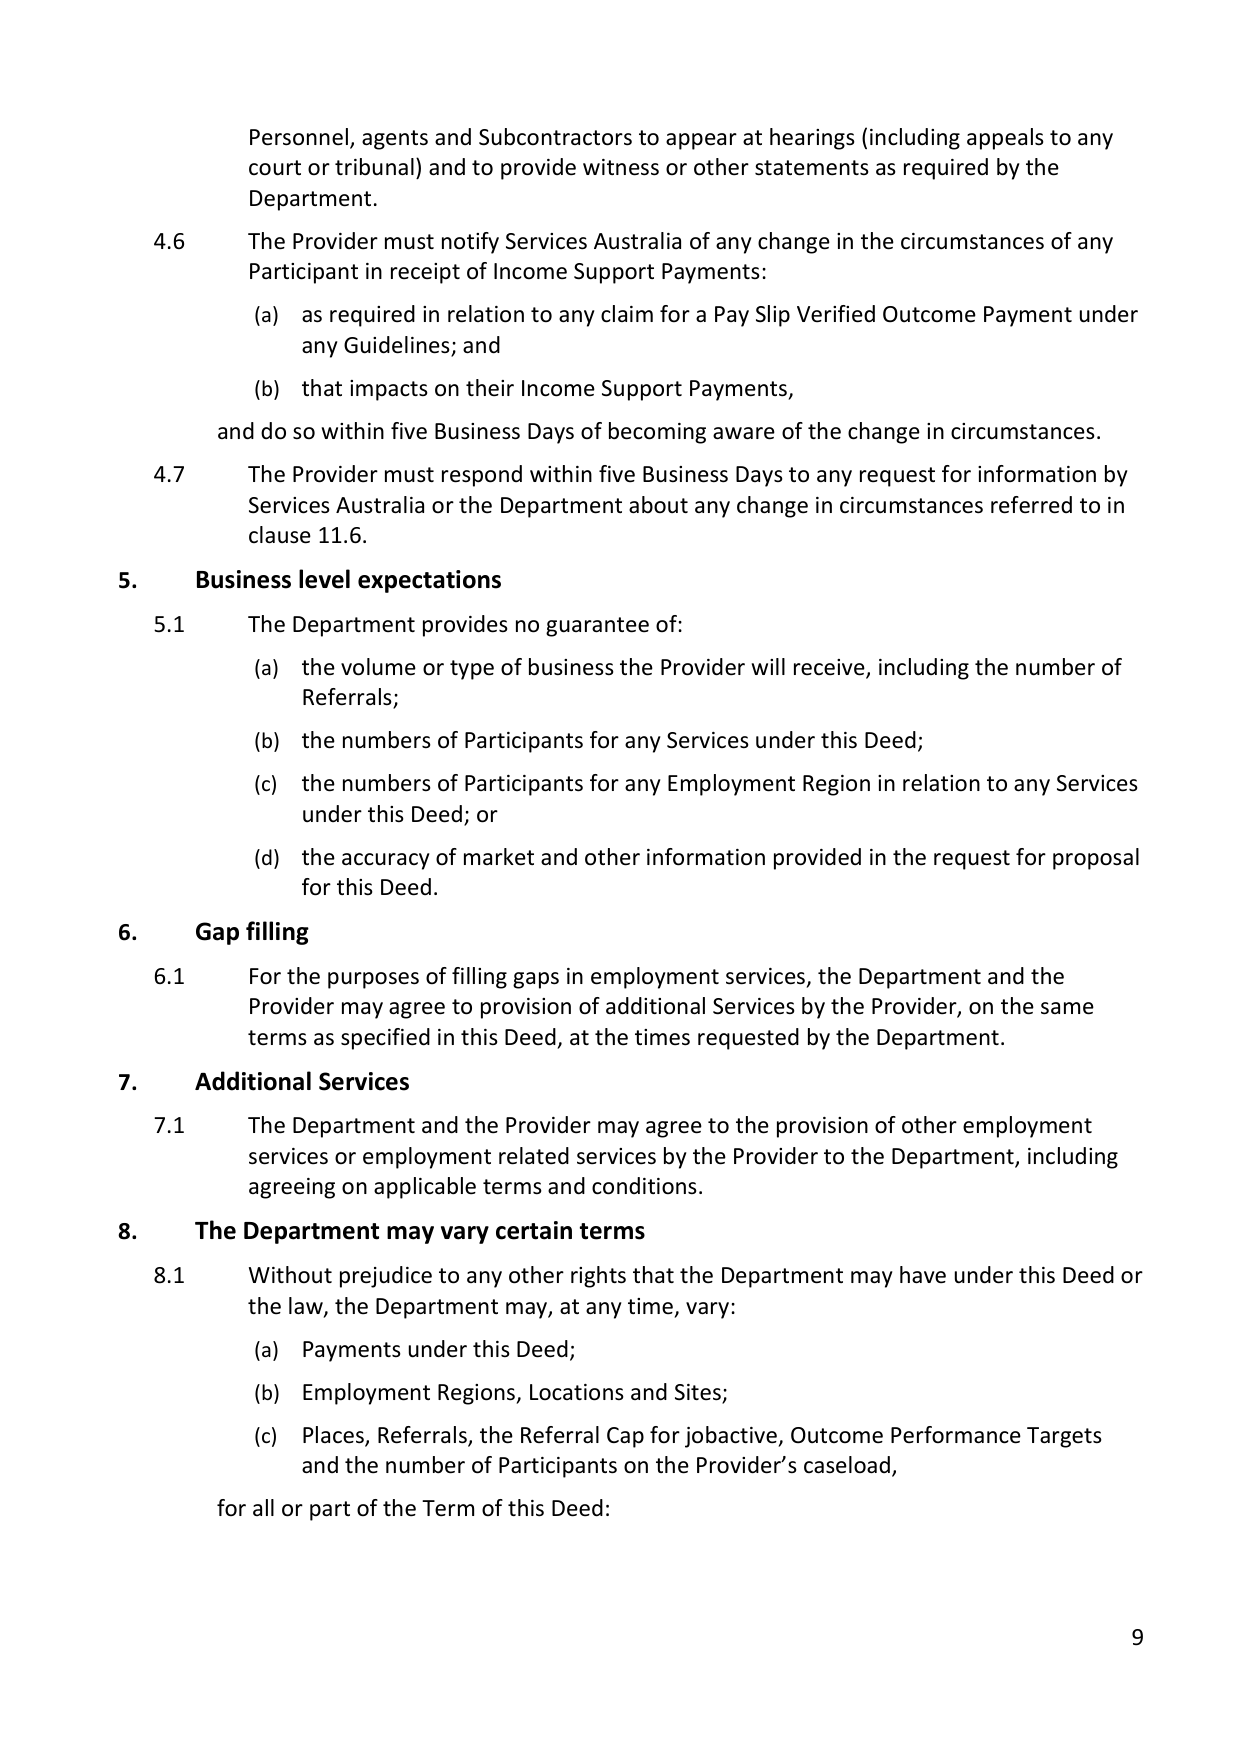 Personnel, agents and Subcontractors to appear at hearings (including appeals to any
court or tribunal) and to provide witness or other statements as required by the
Department.
4.6 The Provider must notify Services Australia of any change in the circumstances of any
Participant in receipt of Income Support Payments:
(a) as required in relation to any claim for a Pay Slip Verified Outcome Payment under
any Guidelines; and
(b) that impacts on their Income Support Payments,
and do so within five Business Days of becoming aware of the change in circumstances.
4.7 The Provider must respond within five Business Days to any request for information by
Services Australia or the Department about any change in circumstances referred to in
clause 11.6.
5. Business level expectations
5.1 The Department provides no guarantee of:
(a) the volume or type of business the Provider will receive, including the number of
Referrals;
(b) the numbers of Participants for any Services under this Deed;
(c) the numbers of Participants for any Employment Region in relation to any Services
under this Deed; or
(d) the accuracy of market and other information provided in the request for proposal
for this Deed.
6. Gap filling
6.1 For the purposes of filling gaps in employment services, the Department and the
Provider may agree to provision of additional Services by the Provider, on the same
terms as specified in this Deed, at the times requested by the Department.
7. Additional Services
7.1 The Department and the Provider may agree to the provision of other employment
services or employment related services by the Provider to the Department, including
agreeing on applicable terms and conditions.
8. The Department may vary certain terms
8.1 Without prejudice to any other rights that the Department may have under this Deed or
the law, the Department may, at any time, vary:
(a) Payments under this Deed;
(b) Employment Regions, Locations and Sites;
(c) Places, Referrals, the Referral Cap for jobactive, Outcome Performance Targets
and the number of Participants on the Provider’s caseload,
for all or part of the Term of this Deed:
9